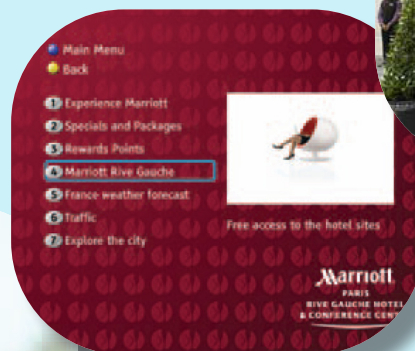 Main Menu
Back
1 Experience Marriott
2 Specials and Packages
3 Rewards Points
4 Marriott Rive Gauche
5 France weather forecast
6 Traffic
7 Explore the city
Free access to the hotel sites
Marriott
PARIS
RIVE GAUCHE HOTEL
& CONFERENCE CENT